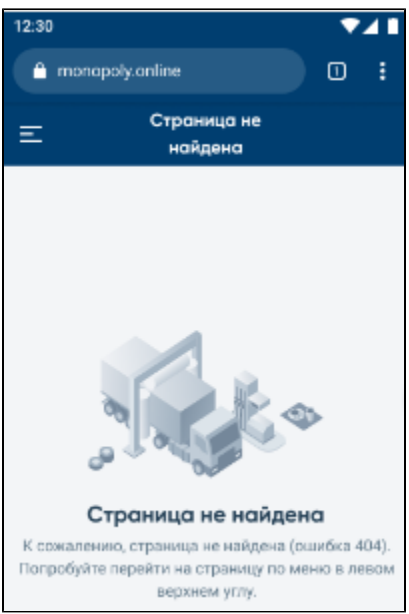 12:30
monopoly.online
1
Страница не
найдена
Страница не найдена
К сожалению, страница не найдена (ошибка 404).
Попробуйте перейти на страницу по меню в левом
верхнем углу.